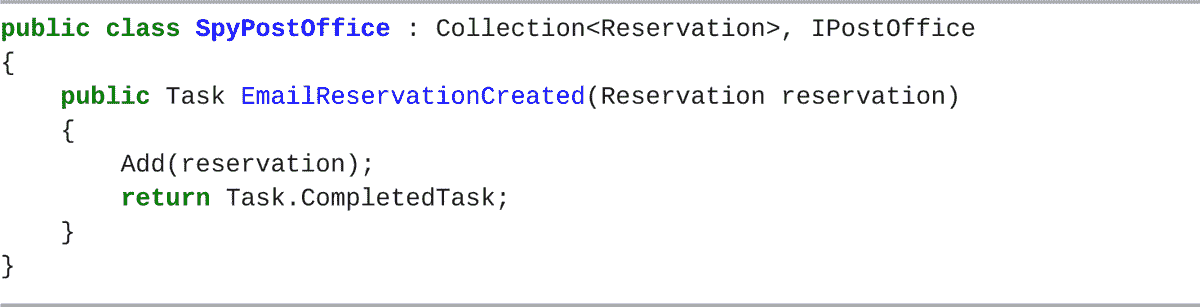 public class SpyPostOffice : Collection<Reservation>, IPostOffice
{
    public Task EmailReservationCreated(Reservation reservation)
    {
        Add(reservation);
        return Task.CompletedTask;
    }
}